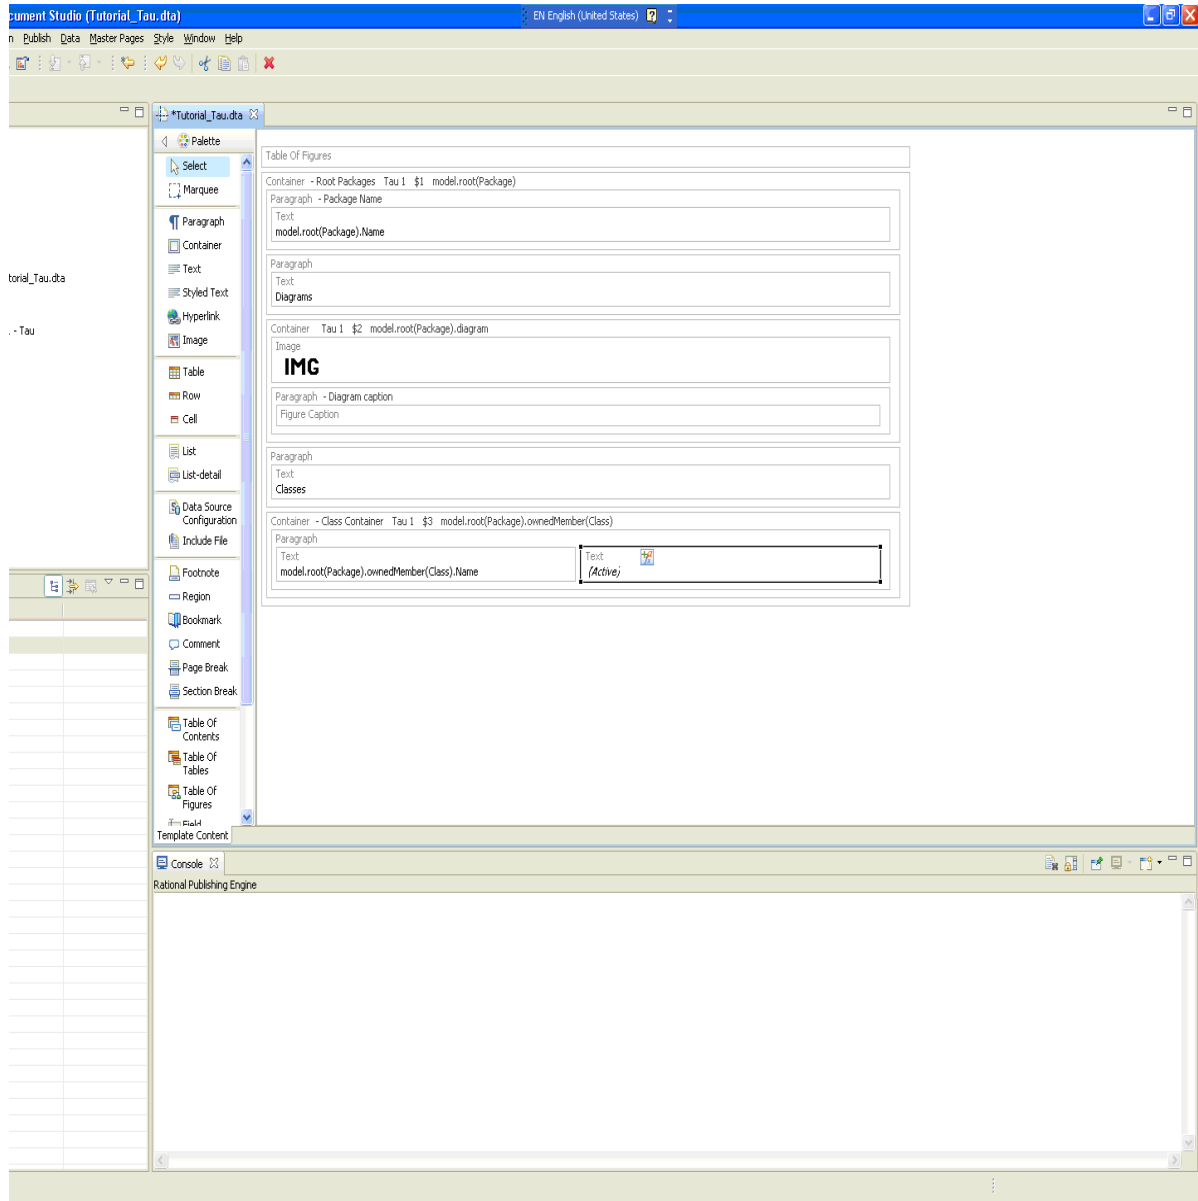 cument Studio (Tutorial_Tau.dta)
EN English (United States)
n Publish Data Master Pages Style Window Help
*Tutorial_Tau.dta
Palette
Select
Marquee
Paragraph
Container
Text
Styled Text
Hyperlink
Image
Table
Row
Cell
List
List-detail
Data Source
Configuration
Include File
Footnote
Region
Bookmark
Comment
Page Break
Section Break
Table Of
Contents
Table Of
Tables
Table Of
Figures
Field
Template Content
torial_Tau.dta
. - Tau
Table Of Figures
Container - Root Packages Tau 1 $1 model.root(Package)
Paragraph - Package Name
Text
model.root(Package).Name
Paragraph
Text
Diagrams
Container Tau 1 $2 model.root(Package).diagram
Image
IMG
Paragraph - Diagram caption
Figure Caption
Paragraph
Text
Classes
Container - Class Container Tau 1 $3 model.root(Package).ownedMember(Class)
Paragraph
Text
model.root(Package).ownedMember(Class).Name
Text
(Active)
Console
Rational Publishing Engine